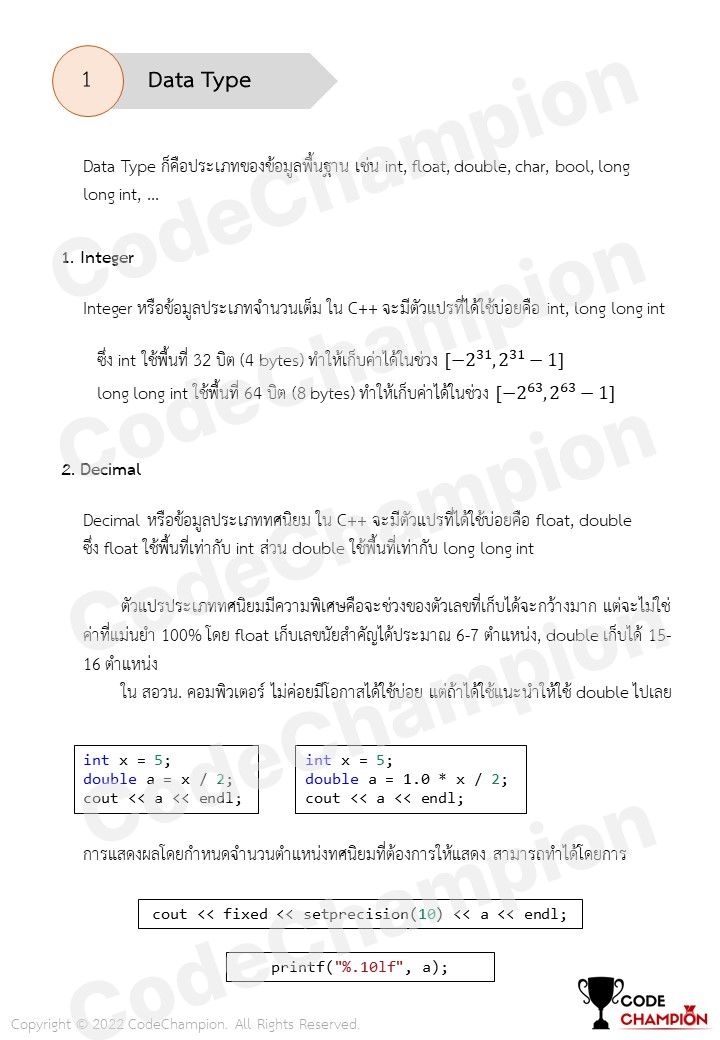 1
Data Type
Data Type ก็คือประเภทของข้อมูลพื้นฐาน เช่น int, float, double, char, bool, long
long int, ...
1. Integer
Integer หรือข้อมูลประเภทจำนวนเต็ม ใน C++ จะมีตัวแปรที่ได้ใช้บ่อยคือ int, long long int
ซึ่ง int ใช้พื้นที่ 32 บิต (4 bytes) ทำให้เก็บค่าได้ในช่วง [−2³¹, 2³¹ − 1]
long long int ใช้พื้นที่ 64 บิต (8 bytes) ทำให้เก็บค่าได้ในช่วง [−2⁶³, 2⁶³ − 1]
2. Decimal
Decimal หรือข้อมูลประเภททศนิยม ใน C++ จะมีตัวแปรที่ได้ใช้บ่อยคือ float, double
ซึ่ง float ใช้พื้นที่เท่ากับ int ส่วน double ใช้พื้นที่เท่ากับ long long int
ตัวแปรประเภททศนิยมมีความพิเศษคือจะช่วงของตัวเลขที่เก็บได้จะกว้างมาก แต่จะไม่ใช่
ค่าที่แม่นยำ 100% โดย float เก็บเลขนัยสำคัญได้ประมาณ 6-7 ตำแหน่ง, double เก็บได้ 15-
16 ตำแหน่ง
ใน สอวน. คอมพิวเตอร์ ไม่ค่อยมีโอกาสได้ใช้บ่อย แต่ถ้าได้ใช้แนะนำให้ใช้ double ไปเลย
int x = 5;
double a = x / 2;
cout << a << endl;
int x = 5;
double a = 1.0 * x / 2;
cout << a << endl;
การแสดงผลโดยกำหนดจำนวนตำแหน่งทศนิยมที่ต้องการให้แสดง สามารถทำได้โดยการ
cout << fixed << setprecision(10) << a << endl;
printf("%.10lf", a);
CODE
CHAMPION
Copyright © 2022 CodeChampion. All Rights Reserved.
CodeChampion
CodeChampion
CodeChampion
CodeChampion
CodeChampion